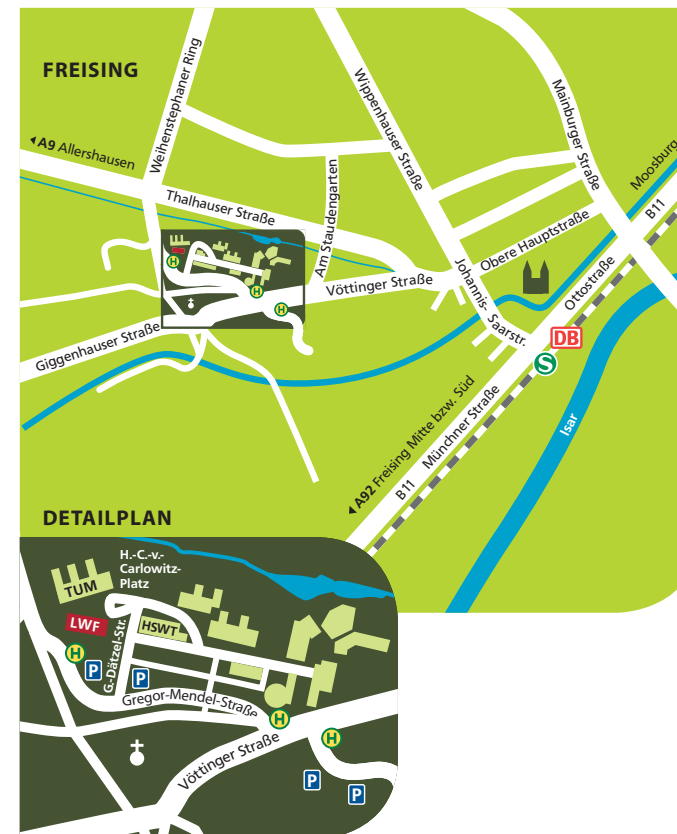 FREISING
Weihenstephaner Ring
Wippenhauser Straße
Mainburger Straße
Moosburg
◄A9 Allershausen
Thalhauser Straße
Am Staudengarten
B11
Obere Hauptstraße
Vöttinger Straße
Johannis-
Saarstr.
Ottostraße
H
H
H
DB
S
Giggenhauser Straße
Isar
◄A92 Freising Mitte bzw. Süd
B11
Münchner Straße
DETAILPLAN
H.-C.-v.-
Carlowitz-
Platz
TUM
LWF
HSWT
G.-Dätzel-Str.
H
P
P
Gregor-Mendel-Straße
H
H
Vöttinger Straße
P
P